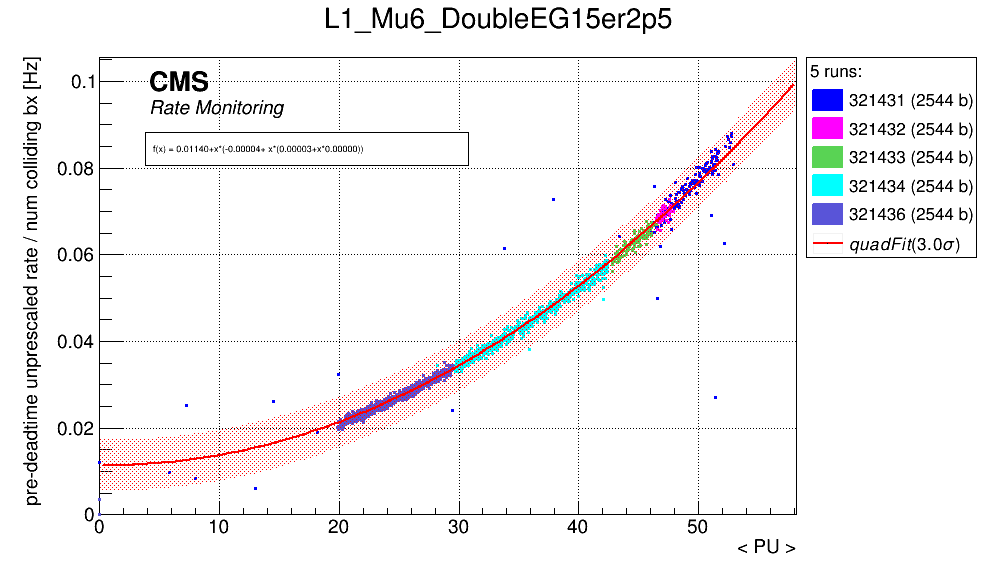 L1_Mu6_DoubleEG15er2p5
pre-deadtime unprescaled rate / num colliding bx [Hz]
0.1
0.08
0.06
0.04
0.02
0
CMS
Rate Monitoring
f(x) = 0.01140+x*(-0.00004+ x*(0.00003+x*0.00000))
0 10 20 30 40 50
< PU >
5 runs:
321431 (2544 b)
321432 (2544 b)
321433 (2544 b)
321434 (2544 b)
321436 (2544 b)
quadFit(3.0σ)